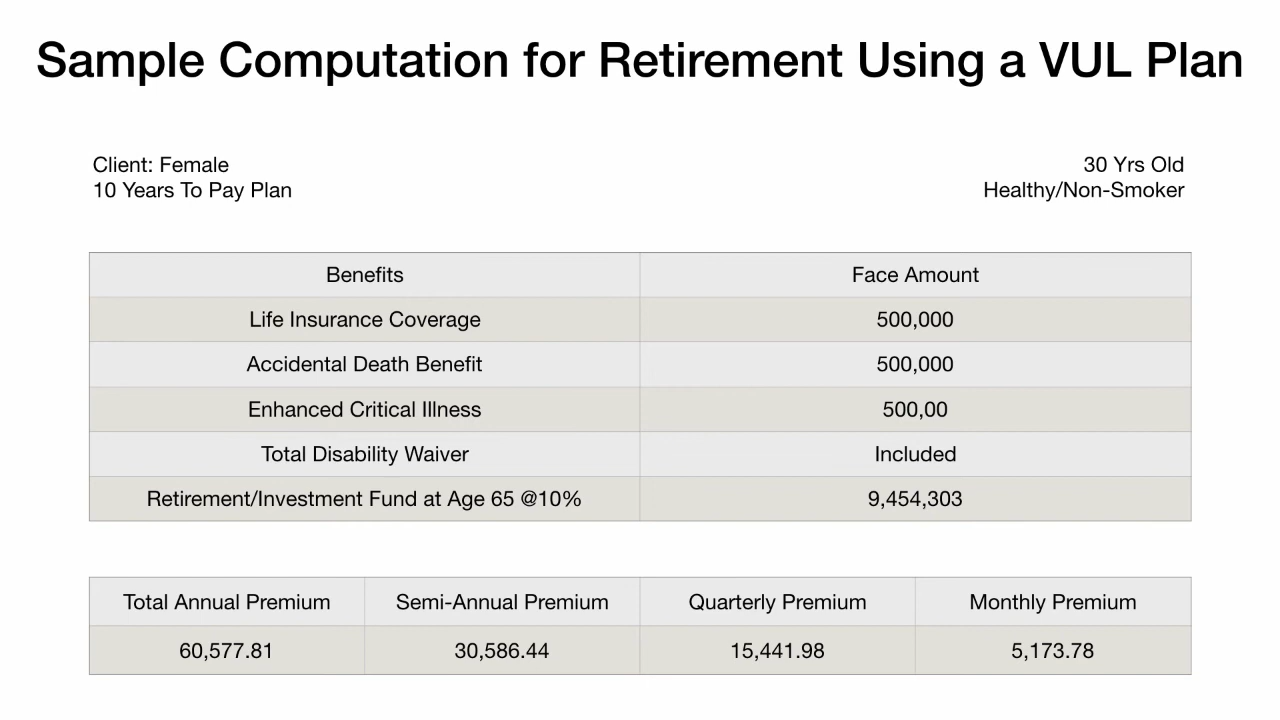 Sample Computation for Retirement Using a VUL Plan
Client: Female
30 Yrs Old
10 Years To Pay Plan
Healthy/Non-Smoker
Benefits
Face Amount
Life Insurance Coverage
500,000
Accidental Death Benefit
500,000
Enhanced Critical Illness
500,00
Total Disability Waiver
Included
Retirement/Investment Fund at Age 65 @10%
9,454,303
Total Annual Premium
Semi-Annual Premium
Quarterly Premium
Monthly Premium
60,577.81
30,586.44
15,441.98
5,173.78